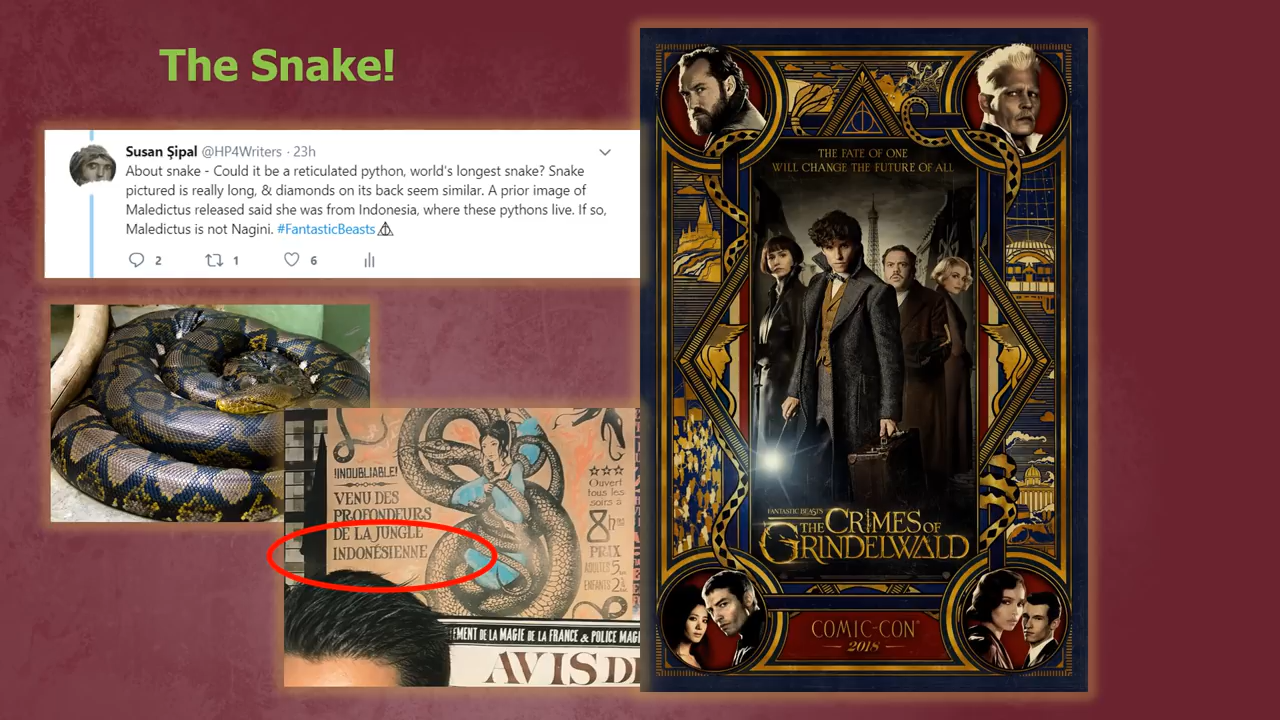 The Snake!
Susan Şipal @HP4Writers · 23h
About snake - Could it be a reticulated python, world's longest snake? Snake
pictured is really long, & diamonds on its back seem similar. A prior image of
Maledictus released said she was from Indonesia, where these pythons live. If so,
Maledictus is not Nagini. #FantasticBeasts
2 1 6
!INOUBLIABLE!
VENU DES
PROFONDEURS
DE LA JUNGLE
INDONÉSIENNE
Ouvert
tous les
soirs à
8h
PRIX
ADULTES 5
ENFANTS 2
EMENT DE LA MAGIE DE LA FRANCE & POLICE MAGI
AVIS D
THE FATE OF ONE
WILL CHANGE THE FUTURE OF ALL
FANTASTIC BEASTS
THE CRIMES OF
GRINDELWALD
COMIC-CON
2018